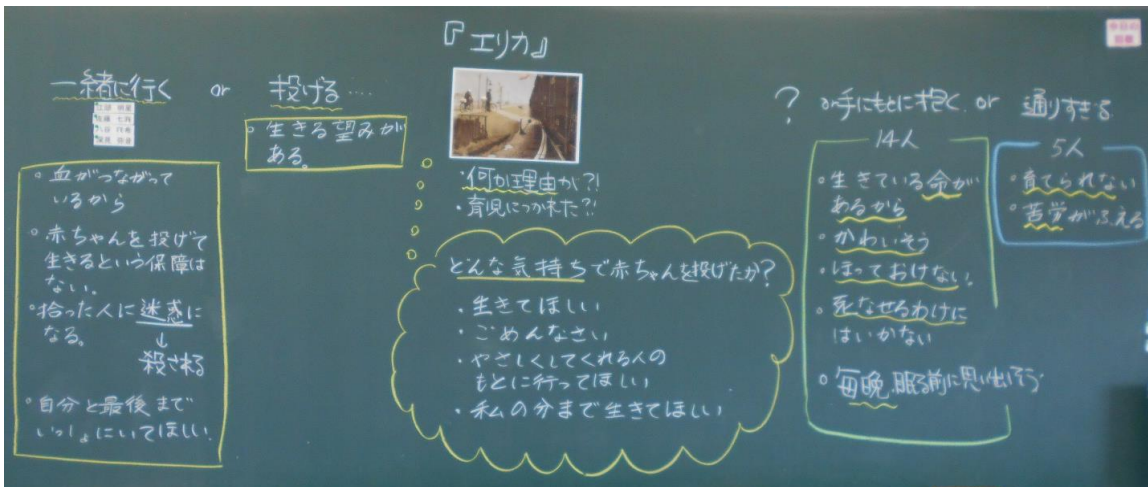 『エリカ』
一緒に行く or 投げる....
・血がつながって
いるから
・赤ちゃんを投げて
生きるという保障は
ない。
・拾った人に迷惑に
なる。
↓
殺される
・自分と最後まで
いっしょにいてほしい。
・生きる望みが
ある。
・何か理由が?!
・育児につかれた?!
どんな気持ちで赤ちゃんを投げたか?
・生きてほしい
・ごめんなさい
・やさしくしてくれる人の
もとに行ってほしい
・私の分まで生きてほしい
?
手にもとに抱く or 通りすぎる
14人
・生きている命が
あるから
・かわいそう
・ほっておけない。
・死なせるわけに
はいかない
・毎晩、眠る前に思い出しそう
5人
・育てられない
・苦労がふえる